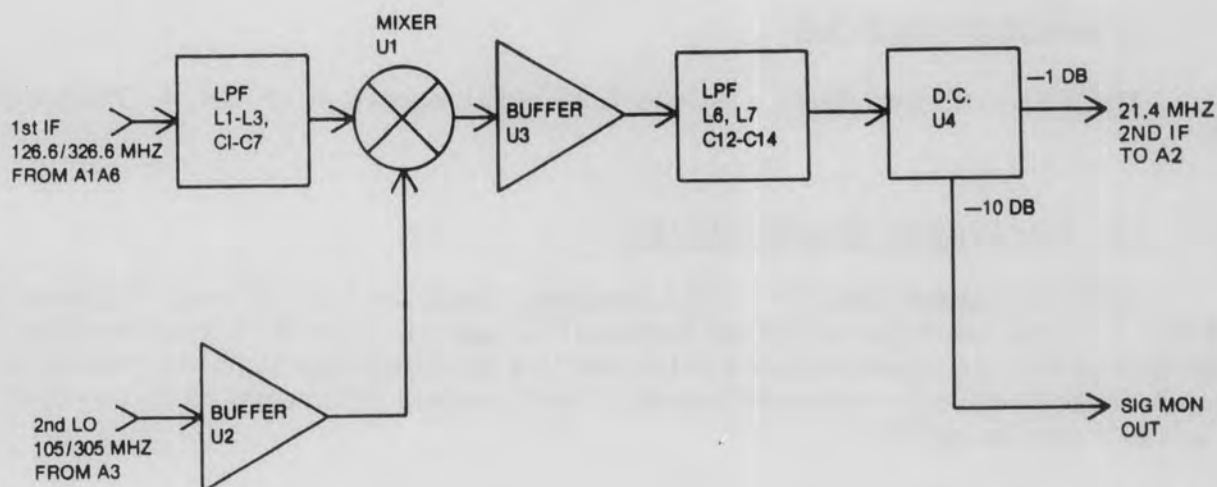 MIXER
U1
LPF
L1-L3,
CI-C7
1st IF
126.6/326.6 MHZ
FROM A1A6
BUFFER
U3
LPF
L6, L7
C12-C14
D.C.
U4
—1 DB
21.4 MHZ
2ND IF
TO A2
—10 DB
SIG MON
OUT
BUFFER
U2
2nd LO
105/305 MHZ
FROM A3